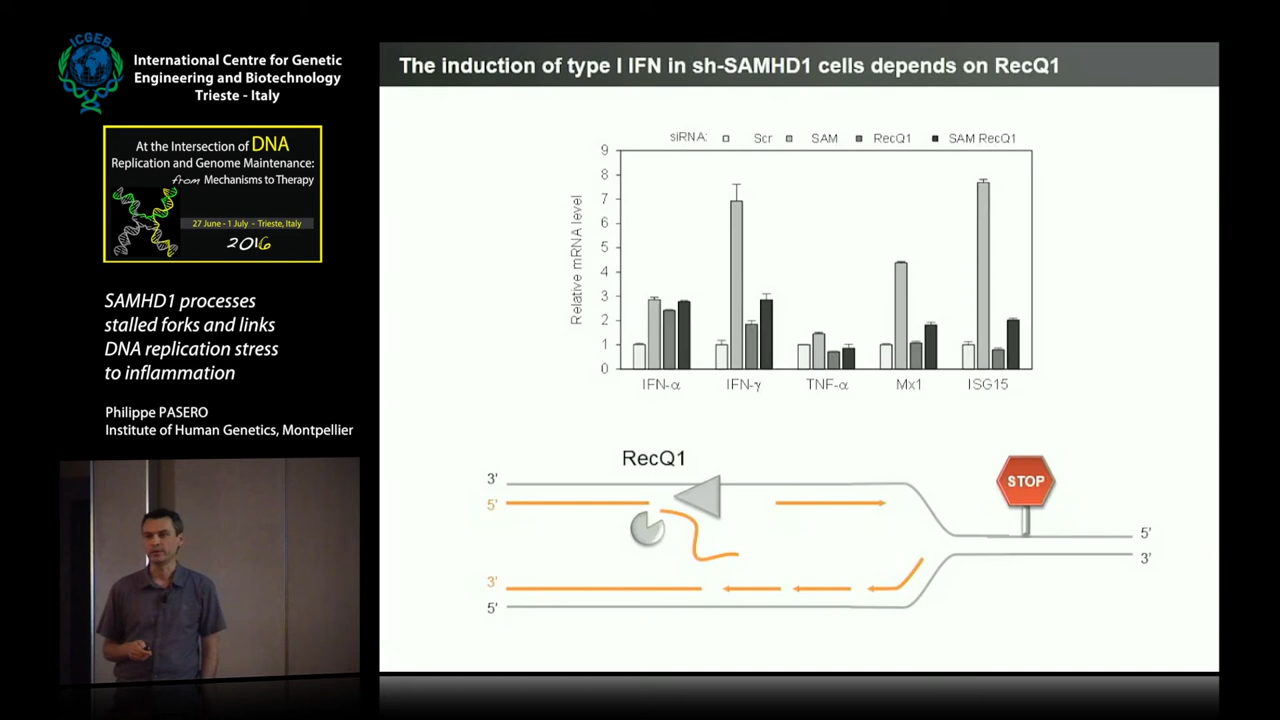 ICGEB
International Centre for Genetic
Engineering and Biotechnology
Trieste - Italy
At the Intersection of DNA
Replication and Genome Maintenance:
from Mechanisms to Therapy
27 June - 1 July - Trieste, Italy
2016
SAMHD1 processes
stalled forks and links
DNA replication stress
to inflammation
Philippe PASERO
Institute of Human Genetics, Montpellier
The induction of type I IFN in sh-SAMHD1 cells depends on RecQ1
siRNA: Scr SAM RecQ1 SAM RecQ1
Relative mRNA level
9
8
7
6
5
4
3
2
1
0
IFN-α IFN-γ TNF-α Mx1 ISG15
RecQ1
3'
5'
STOP
5'
3'
3'
5'